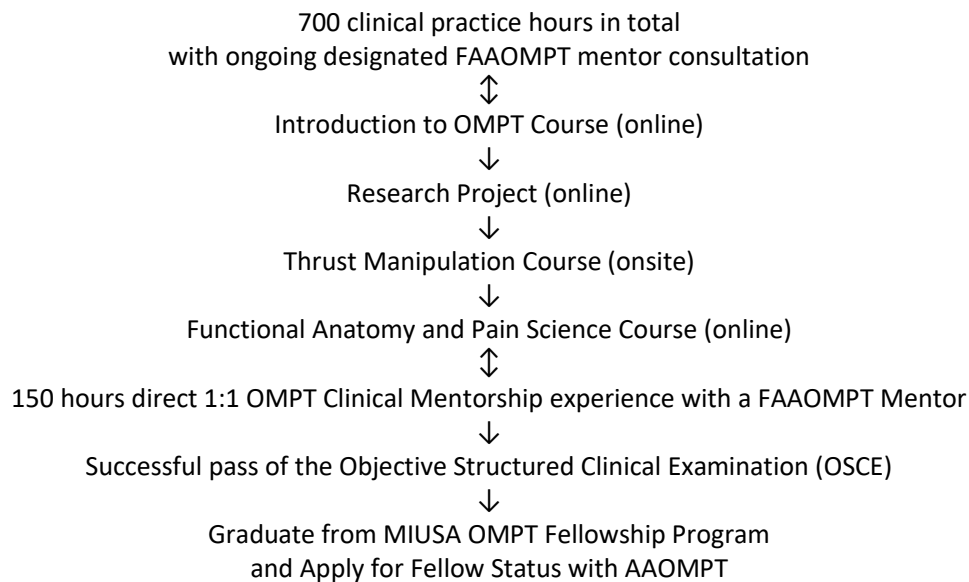 700 clinical practice hours in total
with ongoing designated FAAOMPT mentor consultation
↕
Introduction to OMPT Course (online)
↓
Research Project (online)
↓
Thrust Manipulation Course (onsite)
↓
Functional Anatomy and Pain Science Course (online)
↕
150 hours direct 1:1 OMPT Clinical Mentorship experience with a FAAOMPT Mentor
↓
Successful pass of the Objective Structured Clinical Examination (OSCE)
↓
Graduate from MIUSA OMPT Fellowship Program
and Apply for Fellow Status with AAOMPT